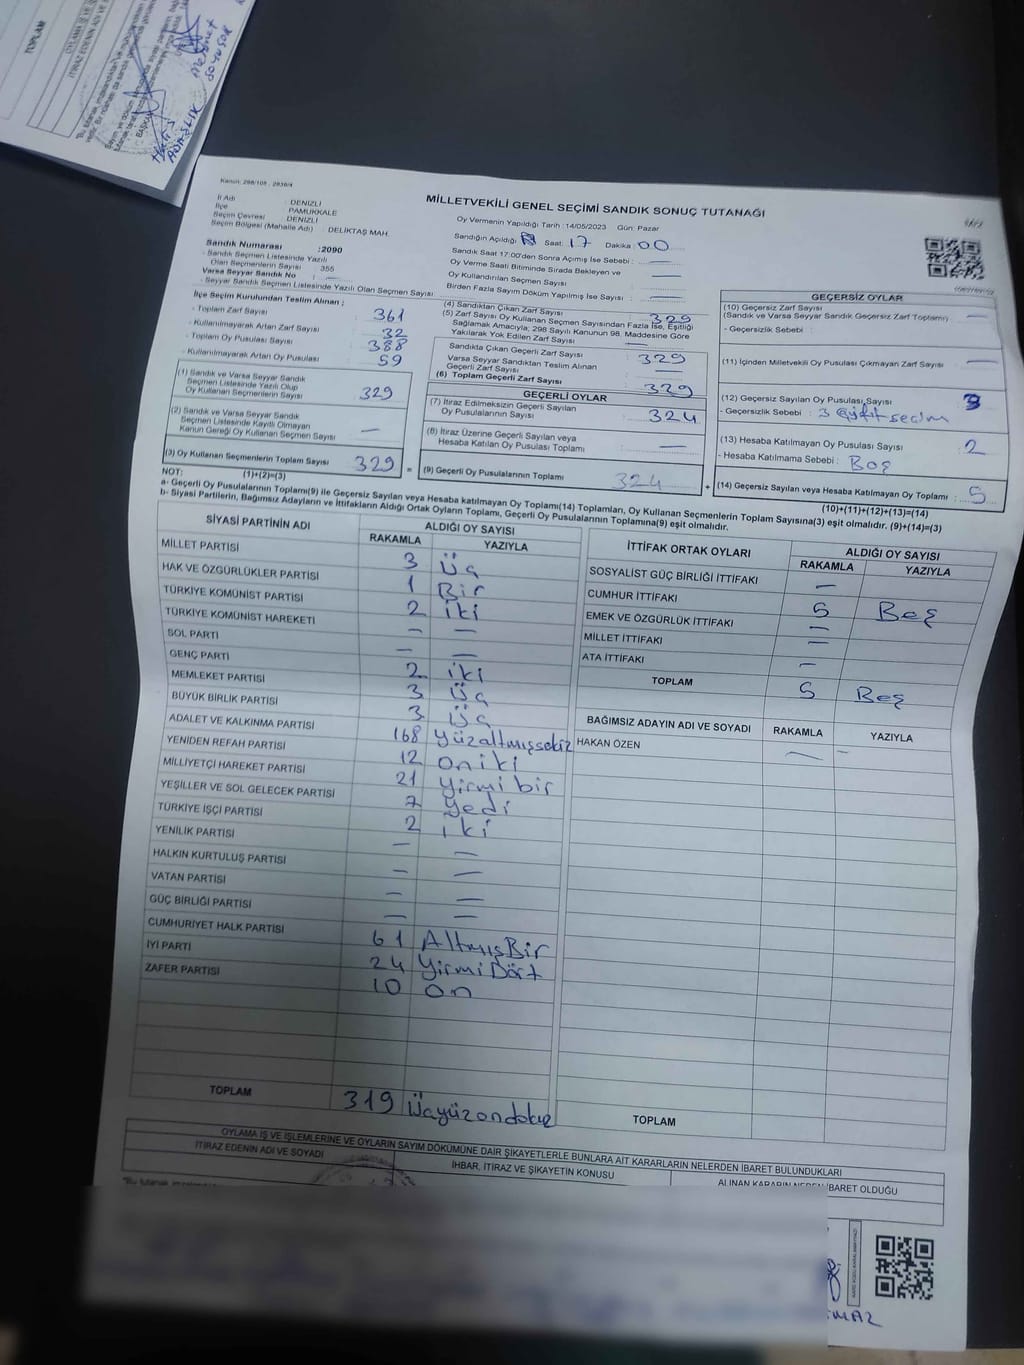 TOPLAM
BAŞKAN
Mehmet
SOYUSOK
Kanun: 298/105 - 2839/4
İl Adı : DENİZLİ
İlçe : PAMUKKALE
Seçim Çevresi : DENİZLİ
Seçim Bölgesi (Mahalle Adı) : DELİKTAŞ MAH.
Sandık Numarası : 2090
- Sandık Seçmen Listesinde Yazılı
Olan Seçmenlerin Sayısı 355
Varsa Seyyar Sandık No : —
- Seyyar Sandık Seçmen Listesinde Yazılı Olan Seçmen Sayısı
MİLLETVEKİLİ GENEL SEÇİMİ SANDIK SONUÇ TUTANAĞI
Oy Vermenin Yapıldığı Tarih : 14/05/2023 Gün: Pazar
Sandığın Açıldığı Saat: 17 Dakika: 00
Sandık Saat 17:00'den Sonra Açmış İse Sebebi : —
Oy Verme Saati Bitiminde Sırada Bekleyen ve
Oy Kullandırılan Seçmen Sayısı —
Birden Fazla Sayım Döküm Yapılmış İse Sayısı : —
İlçe Seçim Kurulundan Teslim Alınan ;
- Toplam Zarf Sayısı 361
- Kullanılmayarak Artan Zarf Sayısı 32
- Toplam Oy Pusulası Sayısı 388
- Kullanılmayarak Artan Oy Pusulası 59
(1) Sandık ve Varsa Seyyar Sandık
Seçmen Listesinde Yazılı Olup
Oy Kullanan Seçmenlerin Sayısı 329
(2) Sandık ve Varsa Seyyar Sandık
Seçmen Listesinde Kayıtlı Olmayan
Kanun Gereği Oy Kullanan Seçmen Sayısı —
(3) Oy Kullanan Seçmenlerin Toplam Sayısı 329 =
(4) Sandıktan Çıkan Zarf Sayısı 329
(5) Zarf Sayısı Oy Kullanan Seçmen Sayısından Fazla İse, Eşitliği
Sağlamak Amacıyla; 298 Sayılı Kanunun 98. Maddesine Göre
Yakılarak Yok Edilen Zarf Sayısı —
Sandıkta Çıkan Geçerli Zarf Sayısı : 329
Varsa Seyyar Sandıktan Teslim Alınan
Geçerli Zarf Sayısı —
(6) Toplam Geçerli Zarf Sayısı : 329
GEÇERLİ OYLAR
(7) İtiraz Edilmeksizin Geçerli Sayılan
Oy Pusulalarının Sayısı : 324
(8) İtiraz Üzerine Geçerli Sayılan veya
Hesaba Katılan Oy Pusulası Toplamı —
(9) Geçerli Oy Pusulalarının Toplamı 324 +
GEÇERSİZ OYLAR
(10) Geçersiz Zarf Sayısı
(Sandık ve Varsa Seyyar Sandık Geçersiz Zarf Toplamı) —
- Geçersizlik Sebebi :
(11) İçinden Milletvekili Oy Pusulası Çıkmayan Zarf Sayısı : —
(12) Geçersiz Sayılan Oy Pusulası Sayısı 3
- Geçersizlik Sebebi : 3 çift seçim
(13) Hesaba Katılmayan Oy Pusulası Sayısı 2
- Hesaba Katılmama Sebebi : Boş
(14) Geçersiz Sayılan veya Hesaba Katılmayan Oy Toplamı : 5
NOT: (1)+(2)=(3)
(10)+(11)+(12)+(13)=(14)
a- Geçerli Oy Pusulalarının Toplamı(9) ile Geçersiz Sayılan veya Hesaba katılmayan Oy Toplamı(14) Toplamları, Oy Kullanan Seçmenlerin Toplam Sayısına(3) eşit olmalıdır. (9)+(14)=(3)
b- Siyasi Partilerin, Bağımsız Adayların ve İttifakların Aldığı Ortak Oyların Toplamı, Geçerli Oy Pusulalarının Toplamına(9) eşit olmalıdır.
SİYASİ PARTİNİN ADI ALDIĞI OY SAYISI
RAKAMLA YAZIYLA
MİLLET PARTİSİ 3 Üç
HAK VE ÖZGÜRLÜKLER PARTİSİ 1 Bir
TÜRKİYE KOMÜNİST PARTİSİ 2 İki
TÜRKİYE KOMÜNİST HAREKETİ — —
SOL PARTİ — —
GENÇ PARTİ 2 iki
MEMLEKET PARTİSİ 3 Üç
BÜYÜK BİRLİK PARTİSİ 3 Üç
ADALET VE KALKINMA PARTİSİ 168 Yüzaltmışsekiz
YENİDEN REFAH PARTİSİ 12 oniki
MİLLİYETÇİ HAREKET PARTİSİ 21 Yirmi bir
YEŞİLLER VE SOL GELECEK PARTİSİ 7 Yedi
TÜRKİYE İŞÇİ PARTİSİ 2 iki
YENİLİK PARTİSİ — —
HALKIN KURTULUŞ PARTİSİ — —
VATAN PARTİSİ — —
GÜÇ BİRLİĞİ PARTİSİ — —
CUMHURİYET HALK PARTİSİ 61 Altmış Bir
İYİ PARTİ 24 Yirmi Dört
ZAFER PARTİSİ 10 on
TOPLAM 319 Üçyüzondokuz
İTTİFAK ORTAK OYLARI ALDIĞI OY SAYISI
RAKAMLA YAZIYLA
SOSYALİST GÜÇ BİRLİĞİ İTTİFAKI —
CUMHUR İTTİFAKI 5 Beş
EMEK VE ÖZGÜRLÜK İTTİFAKI —
MİLLET İTTİFAKI —
ATA İTTİFAKI —
TOPLAM 5 Beş
BAĞIMSIZ ADAYIN ADI VE SOYADI RAKAMLA YAZIYLA
HAKAN ÖZEN — —
TOPLAM
OYLAMA İŞ VE İŞLEMLERİNE VE OYLARIN SAYIM DÖKÜMÜNE DAİR ŞİKAYETLERLE BUNLARA AİT KARARLARIN NELERDEN İBARET BULUNDUKLARI
İTİRAZ EDENİN ADI VE SOYADI İHBAR, İTİRAZ VE ŞİKAYETİN KONUSU ALINAN KARARIN NEDEN İBARET OLDUĞU